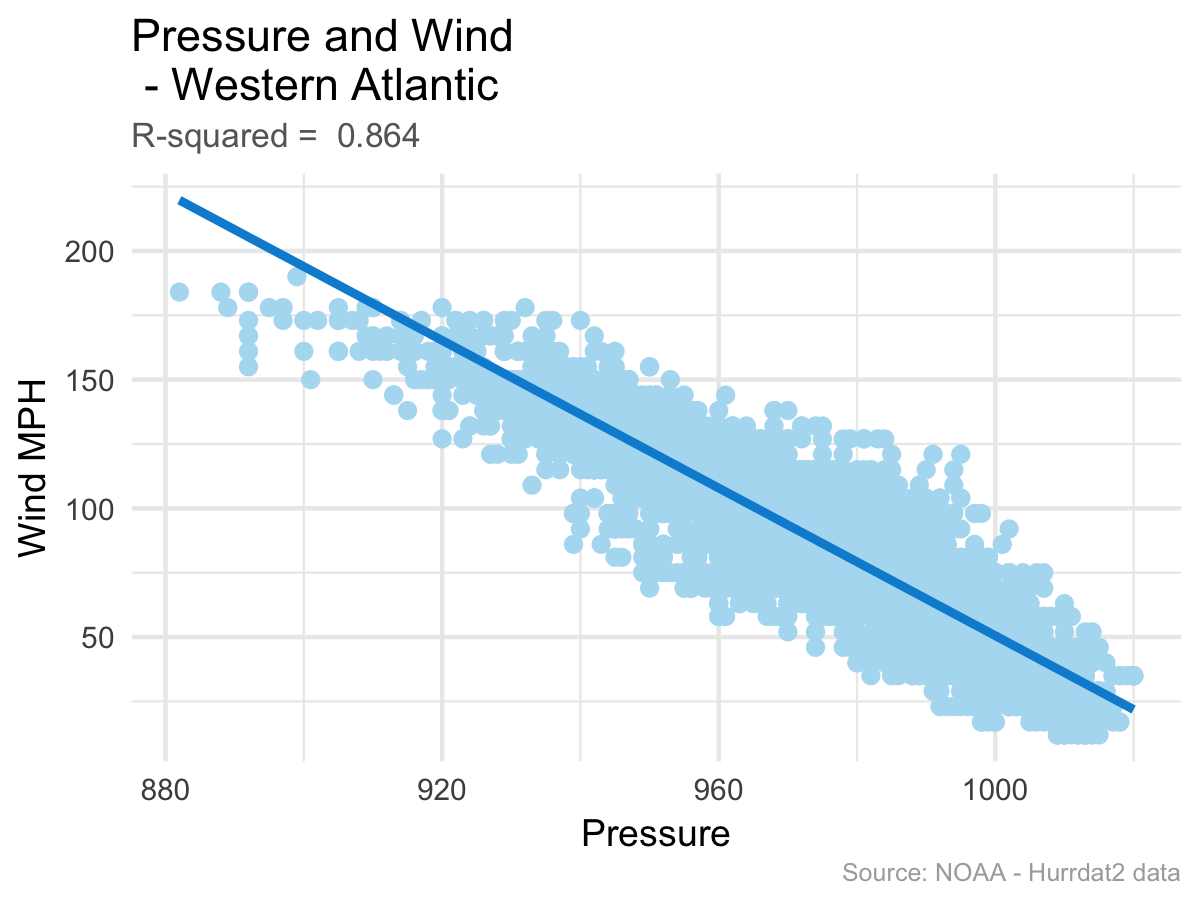 Pressure and Wind
- Western Atlantic
R-squared =  0.864
200
150
100
50
Wind MPH
880 920 960 1000
Pressure
Source: NOAA - Hurrdat2 data